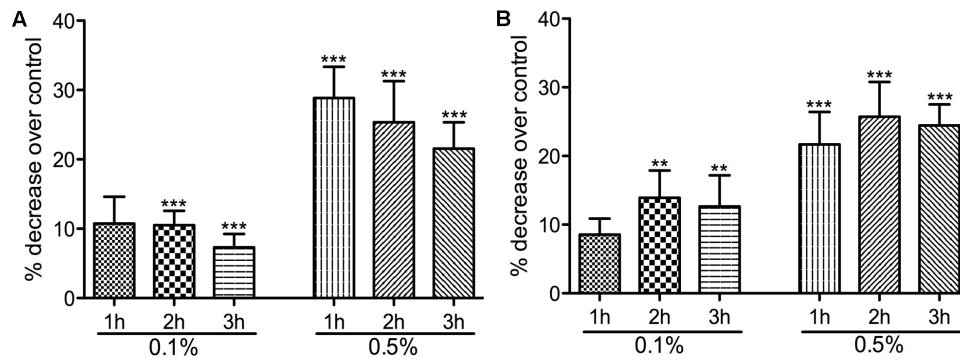 A
% decrease over control
40
30
20
10
0
***
***
***
***
***
1h
2h
3h
1h
2h
3h
0.1%
0.5%
B
% decrease over control
40
30
20
10
0
**
**
***
***
***
1h
2h
3h
1h
2h
3h
0.1%
0.5%